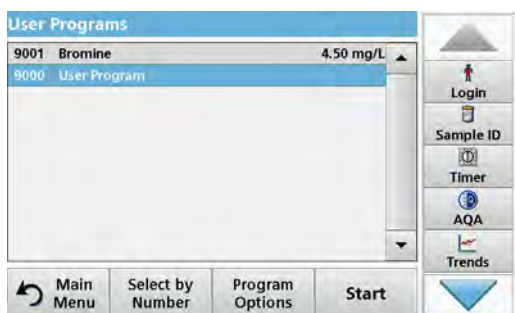 User Programs
9001 Bromine 4.50 mg/L
9000 User Program
Login
Sample ID
Timer
AQA
Trends
Main Menu
Select by Number
Program Options
Start